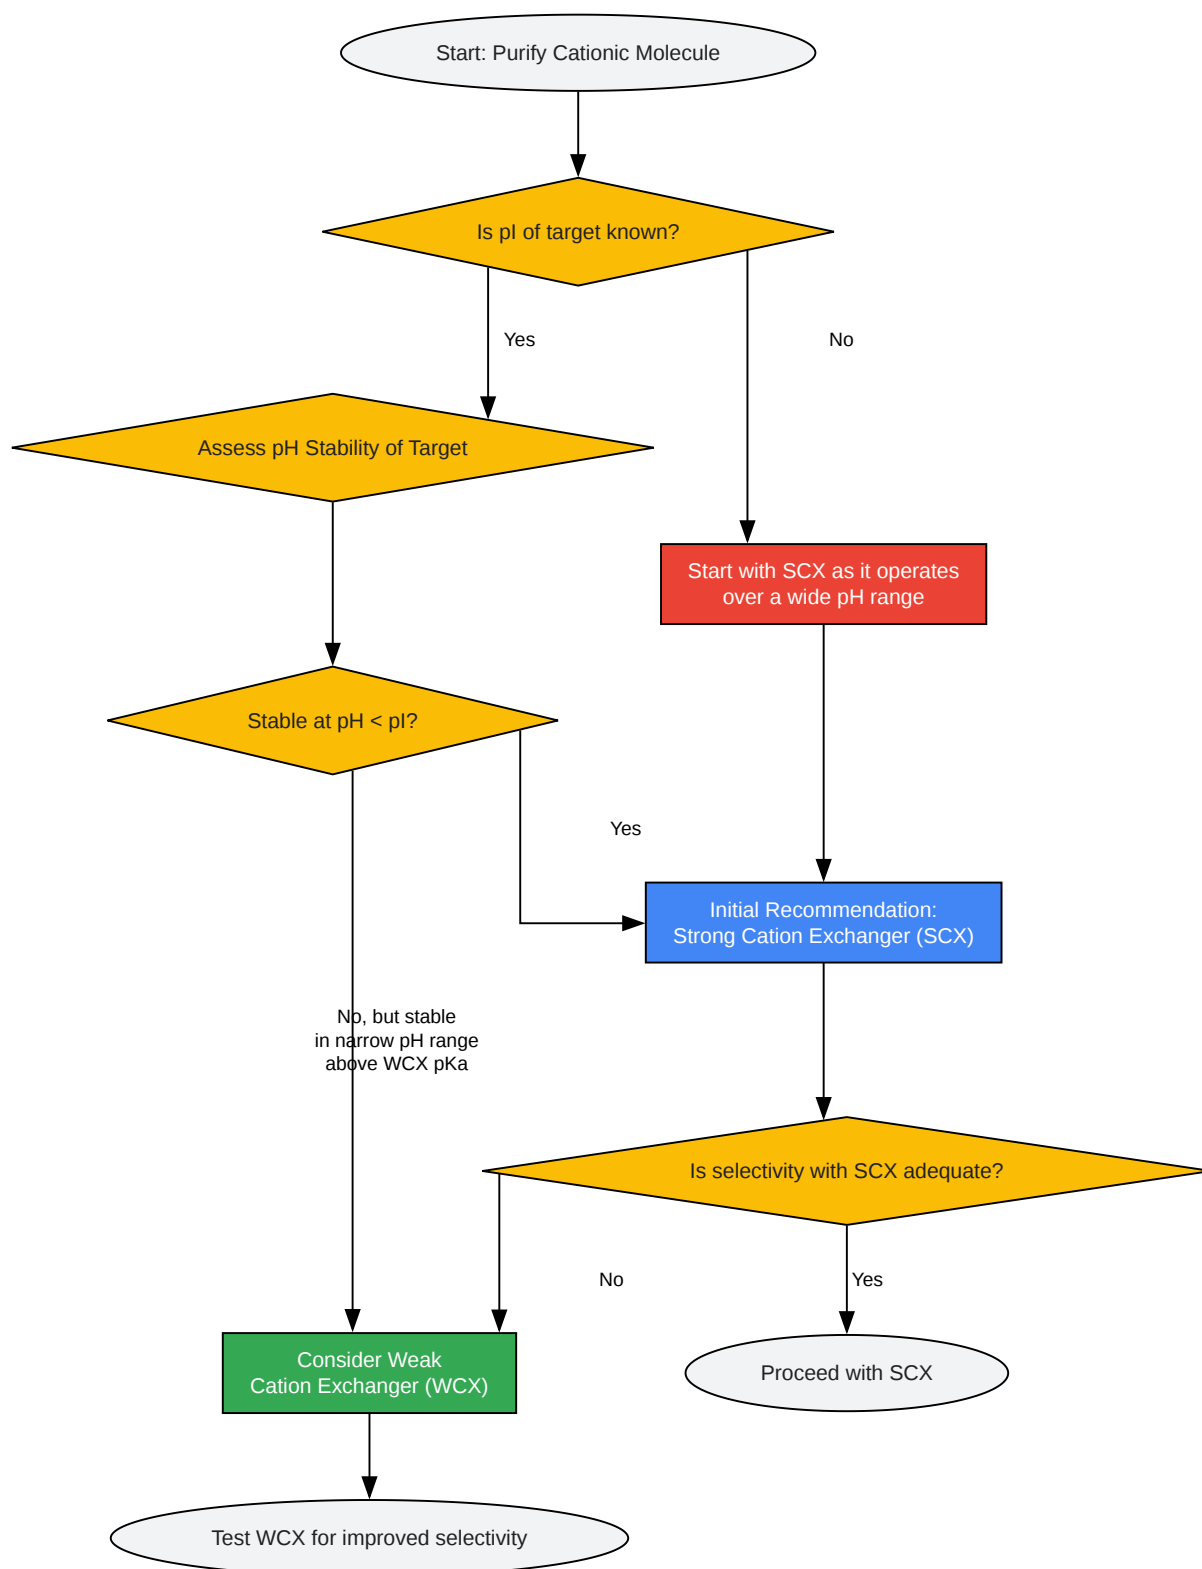 Start: Purify Cationic Molecule
Is pI of target known?
Yes
No
Assess pH Stability of Target
Start with SCX as it operates
over a wide pH range
Stable at pH < pI?
Yes
Initial Recommendation:
Strong Cation Exchanger (SCX)
No, but stable
in narrow pH range
above WCX pKa
Is selectivity with SCX adequate?
No
Yes
Consider Weak
Cation Exchanger (WCX)
Proceed with SCX
Test WCX for improved selectivity